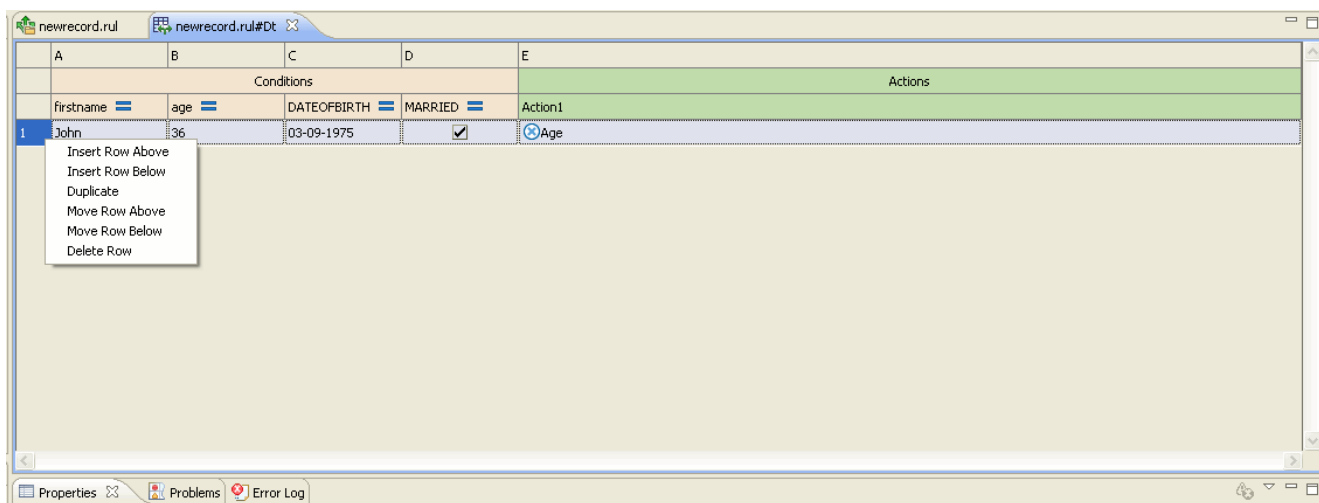 newrecord.rul newrecord.rul#Dt
A B C D E
Conditions Actions
firstname age DATEOFBIRTH MARRIED Action1
1 John 36 03-09-1975 Age
Insert Row Above
Insert Row Below
Duplicate
Move Row Above
Move Row Below
Delete Row
Properties Problems Error Log